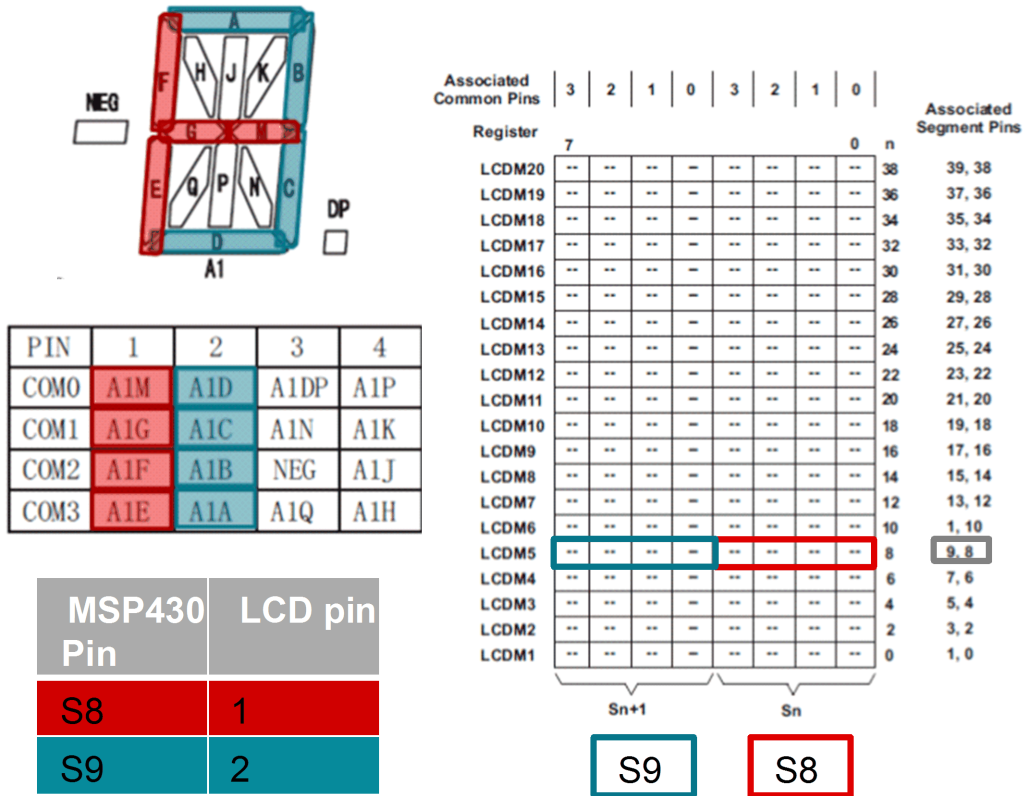 A
F H J K B
NEG
G M
E Q P N C
DP
D
A1
PIN 1 2 3 4
COM0 A1M A1D A1DP A1P
COM1 A1G A1C A1N A1K
COM2 A1F A1B NEG A1J
COM3 A1E A1A A1Q A1H
MSP430 Pin LCD pin
S8 1
S9 2
Associated Common Pins 3 2 1 0 3 2 1 0
Associated Segment Pins
Register 7 0 n
LCDM20 -- -- -- -- -- -- -- -- 38 39, 38
LCDM19 -- -- -- -- -- -- -- -- 36 37, 36
LCDM18 -- -- -- -- -- -- -- -- 34 35, 34
LCDM17 -- -- -- -- -- -- -- -- 32 33, 32
LCDM16 -- -- -- -- -- -- -- -- 30 31, 30
LCDM15 -- -- -- -- -- -- -- -- 28 29, 28
LCDM14 -- -- -- -- -- -- -- -- 26 27, 26
LCDM13 -- -- -- -- -- -- -- -- 24 25, 24
LCDM12 -- -- -- -- -- -- -- -- 22 23, 22
LCDM11 -- -- -- -- -- -- -- -- 20 21, 20
LCDM10 -- -- -- -- -- -- -- -- 18 19, 18
LCDM9 -- -- -- -- -- -- -- -- 16 17, 16
LCDM8 -- -- -- -- -- -- -- -- 14 15, 14
LCDM7 -- -- -- -- -- -- -- -- 12 13, 12
LCDM6 -- -- -- -- -- -- -- -- 10 1, 10
LCDM5 -- -- -- -- -- -- -- -- 8 9, 8
LCDM4 -- -- -- -- -- -- -- -- 6 7, 6
LCDM3 -- -- -- -- -- -- -- -- 4 5, 4
LCDM2 -- -- -- -- -- -- -- -- 2 3, 2
LCDM1 -- -- -- -- -- -- -- -- 0 1, 0
Sn+1 Sn
S9 S8